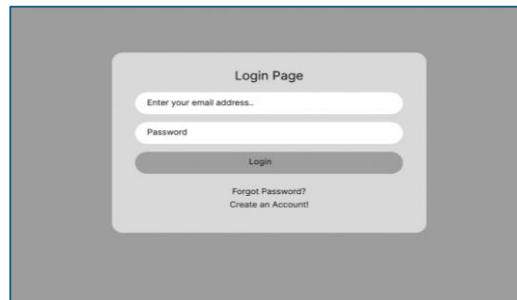 Login Page
Enter your email address..
Password
Login
Forgot Password?
Create an Account!